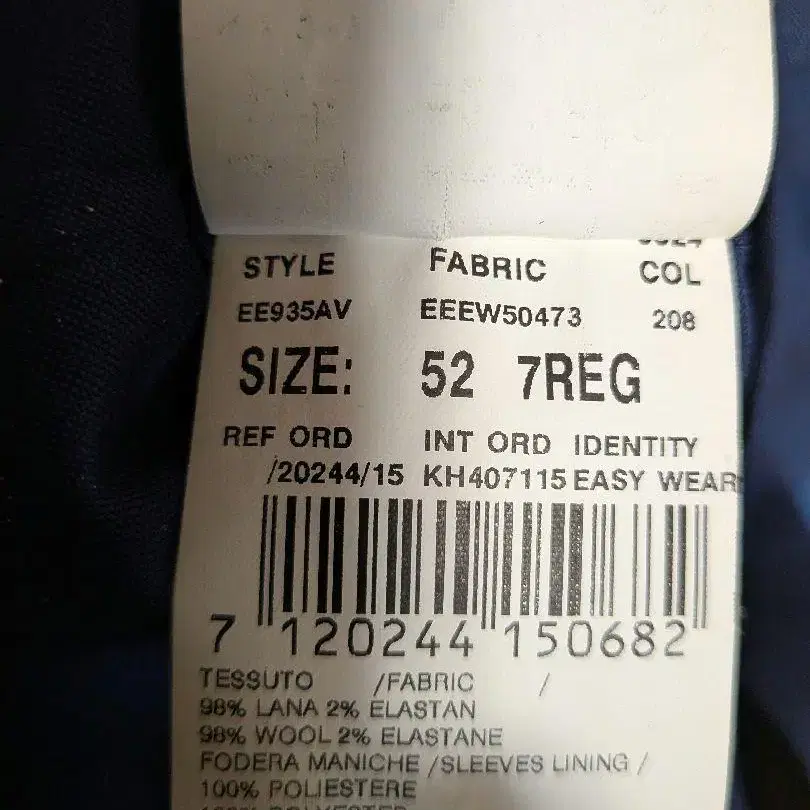 STYLE FABRIC COL
EE935AV EEEW50473 208
SIZE: 52 7REG
REF ORD INT ORD IDENTITY
/20244/15 KH407115 EASY WEAR
7 120244 150682
TESSUTO /FABRIC /
98% LANA 2% ELASTAN
98% WOOL 2% ELASTANE
FODERA MANICHE /SLEEVES LINING /
100% POLIESTERE